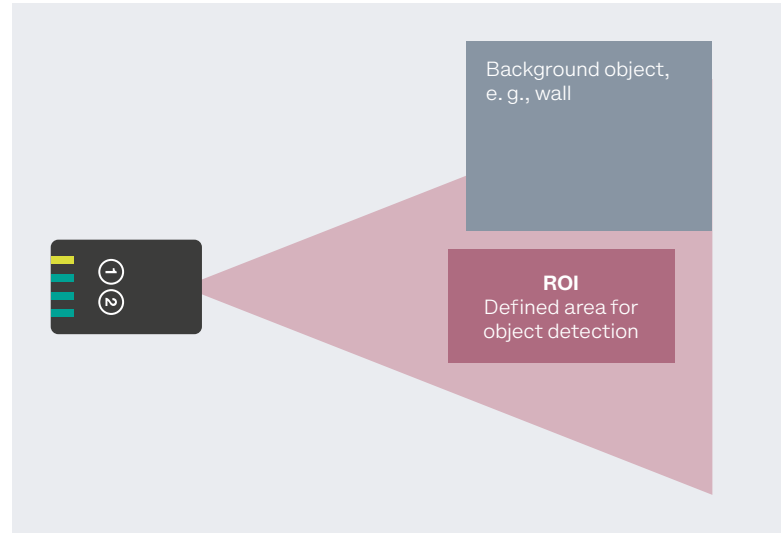 Background object,
e. g., wall
1
2
ROI
Defined area for
object detection